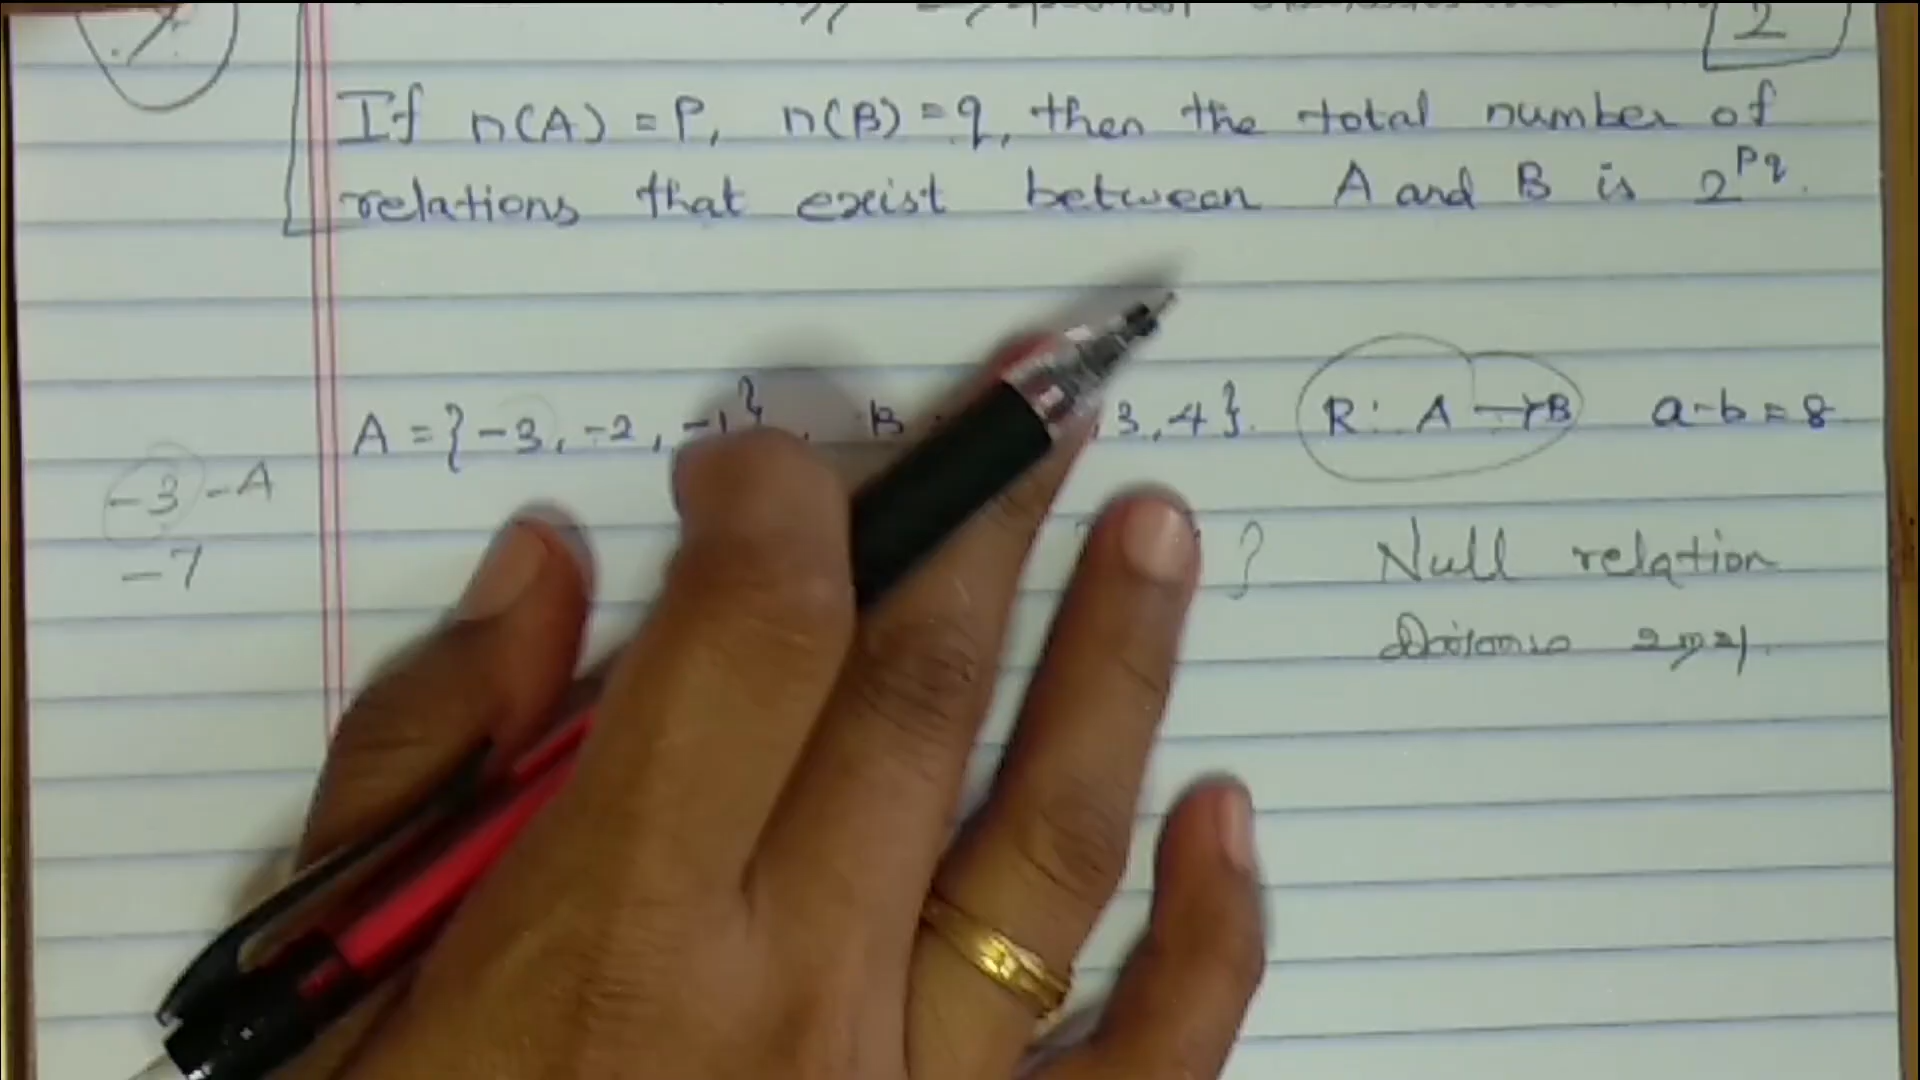 2
If n(A) = P, n(B) = q, then the total number of
relations that exist between A and B is 2^pq.
A = {-3, -2, -1}, B 3, 4}. R: A → B a-b = 8
-3 - A
-7
} Null relation